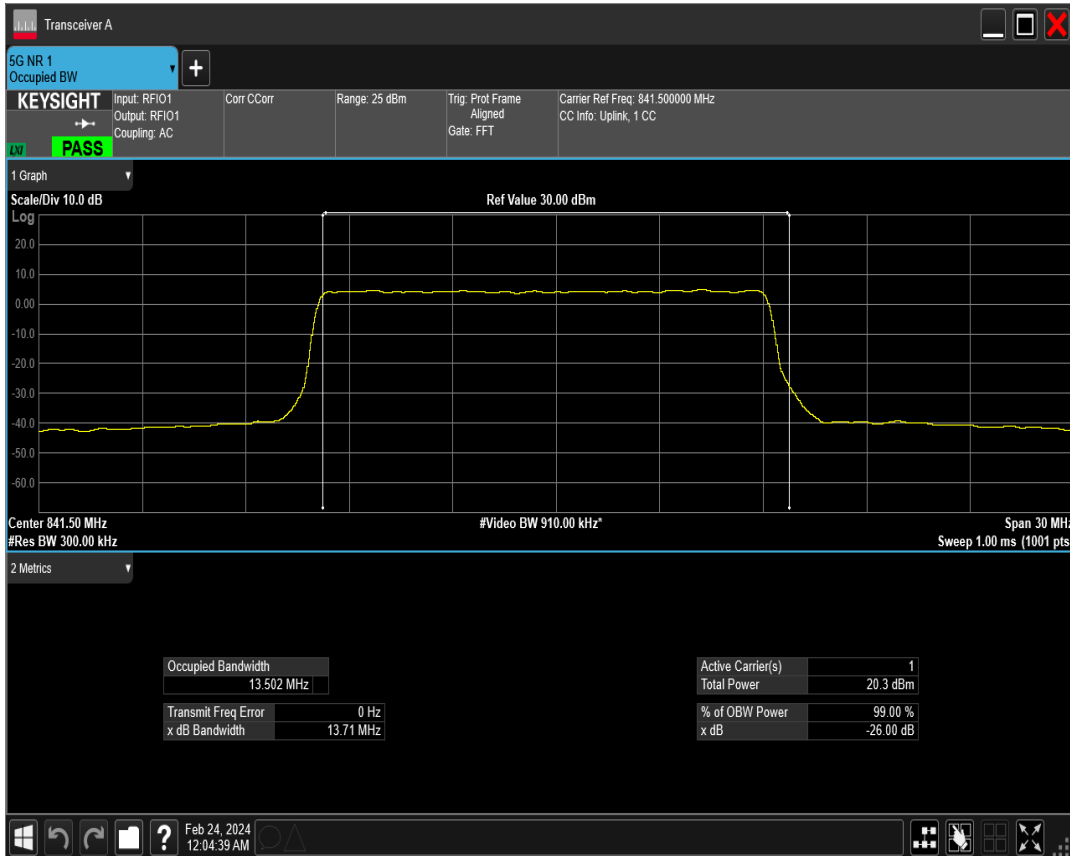 Transceiver A
5G NR 1
Occupied BW
+
KEYSIGHT
LXI
PASS
Input: RFIO1
Output: RFIO1
Coupling: AC
Corr CCorr
Range: 25 dBm
Trig: Prot Frame
Aligned
Gate: FFT
Carrier Ref Freq: 841.500000 MHz
CC Info: Uplink, 1 CC
1 Graph
Scale/Div 10.0 dB
Ref Value 30.00 dBm
Log
20.0
10.0
0.00
-10.0
-20.0
-30.0
-40.0
-50.0
-60.0
Center 841.50 MHz
#Video BW 910.00 kHz*
Span 30 MHz
#Res BW 300.00 kHz
Sweep 1.00 ms (1001 pts
2 Metrics
Occupied Bandwidth
13.502 MHz
Transmit Freq Error 0 Hz
x dB Bandwidth 13.71 MHz
Active Carrier(s) 1
Total Power 20.3 dBm
% of OBW Power 99.00 %
x dB -26.00 dB
?
Feb 24, 2024
12:04:39 AM